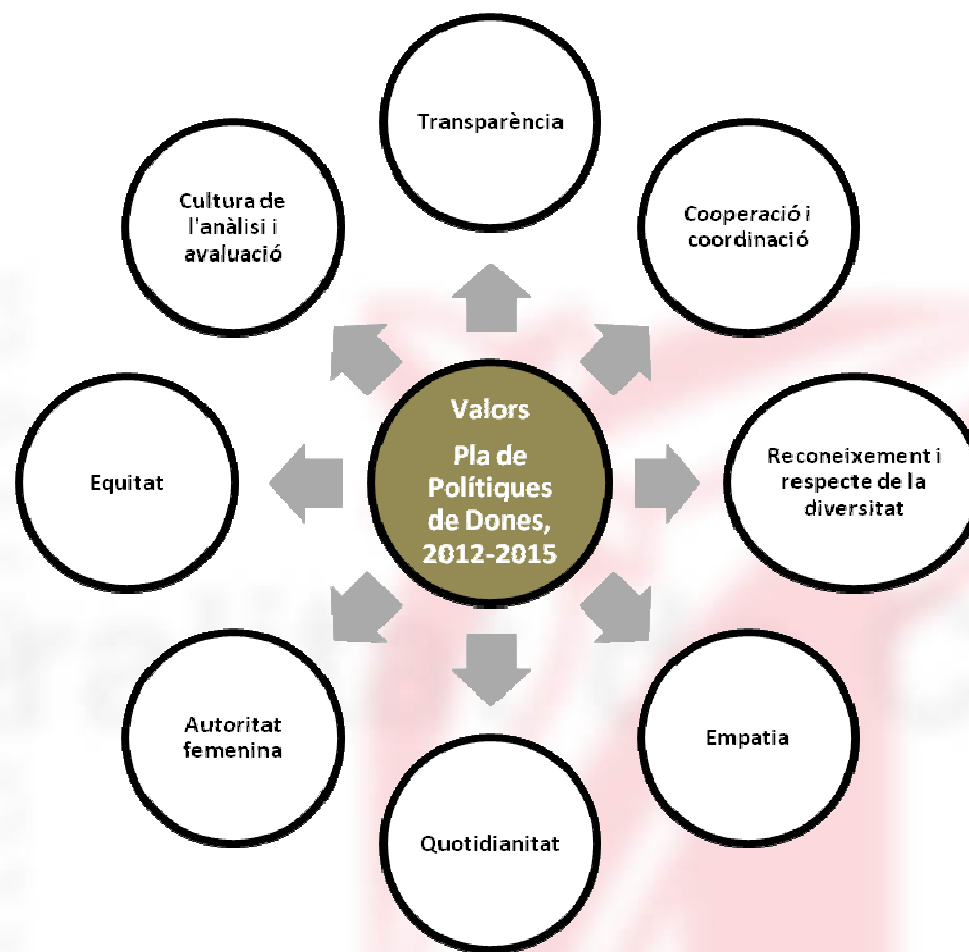 Transparència
Cooperació i
coordinació
Reconeixement i
respecte de la
diversitat
Empatia
Quotidianitat
Autoritat
femenina
Equitat
Cultura de
l'anàlisi i
avaluació
Valors
Pla de
Polítiques
de Dones,
2012-2015